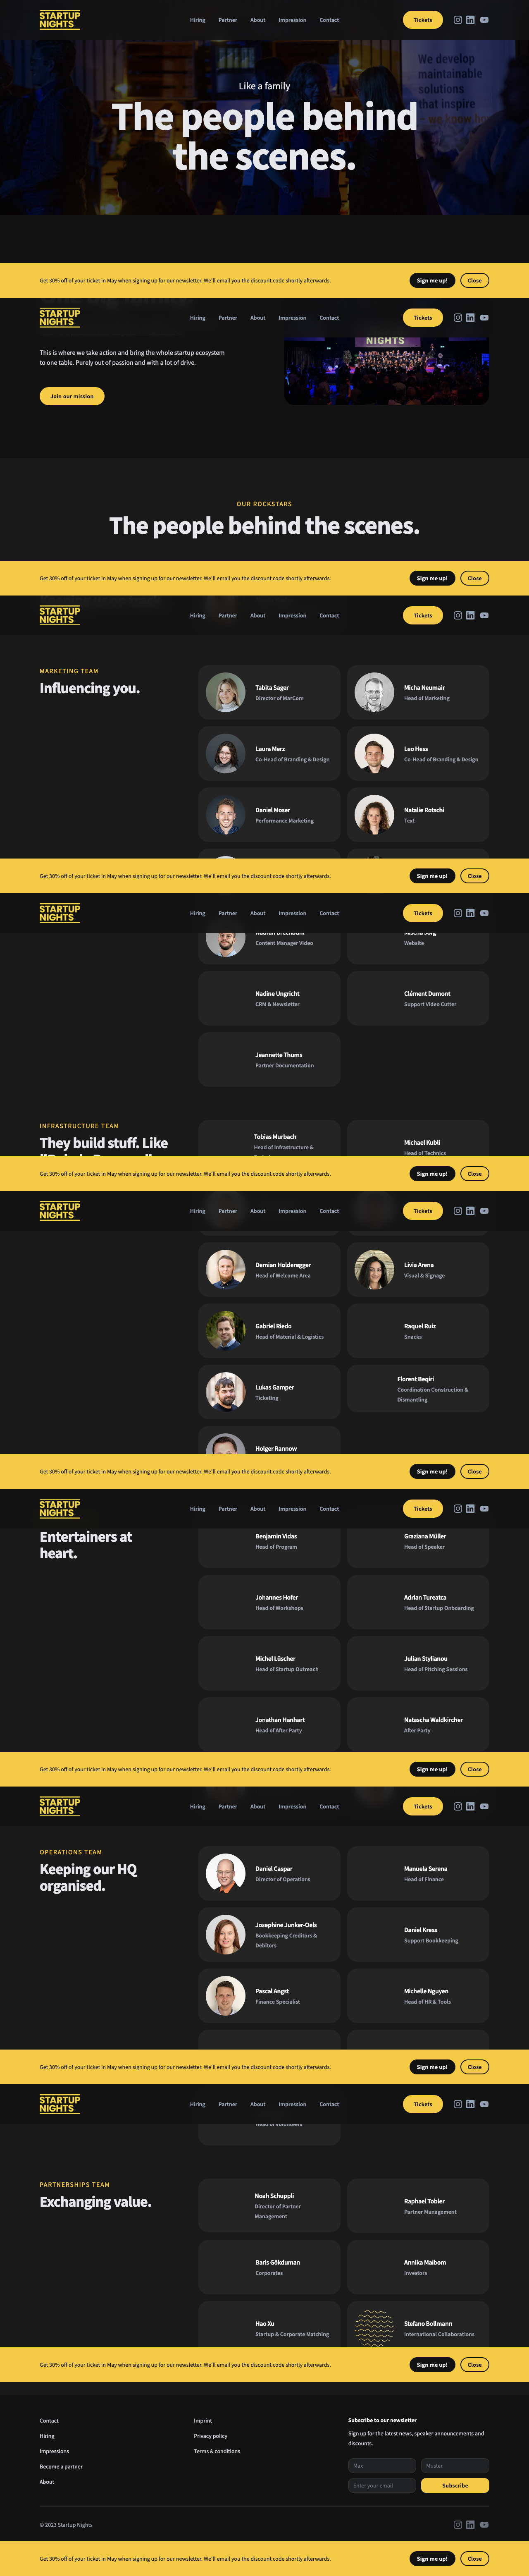 STARTUP
NIGHTS
Hiring
Partner
About
Impression
Contact
Tickets
We develop
maintainable
solutions
that inspire
Like a family
The people behind
the scenes.
Get 30% off of your ticket in May when signing up for our newsletter. We'll email you the discount code shortly afterwards.
Sign me up!
Close
STARTUP
NIGHTS
Hiring
Partner
About
Impression
Contact
Tickets
NIGHTS
This is where we take action and bring the whole startup ecosystem
to one table. Purely out of passion and with a lot of drive.
Join our mission
OUR ROCKSTARS
The people behind the scenes.
Get 30% off of your ticket in May when signing up for our newsletter. We'll email you the discount code shortly afterwards.
Sign me up!
Close
STARTUP
NIGHTS
Hiring
Partner
About
Impression
Contact
Tickets
MARKETING TEAM
Influencing you.
Tabita Sager
Director of MarCom
Micha Neumair
Head of Marketing
Laura Merz
Co-Head of Branding & Design
Leo Hess
Co-Head of Branding & Design
Daniel Moser
Performance Marketing
Natalie Rotschi
Text
Get 30% off of your ticket in May when signing up for our newsletter. We'll email you the discount code shortly afterwards.
Sign me up!
Close
STARTUP
NIGHTS
Hiring
Partner
About
Impression
Contact
Tickets
Content Manager Video
Website
Nadine Ungricht
CRM & Newsletter
Clément Dumont
Support Video Cutter
Jeannette Thums
Partner Documentation
INFRASTRUCTURE TEAM
They build stuff. Like
Tobias Murbach
Head of Infrastructure &
Michael Kubli
Head of Technics
Get 30% off of your ticket in May when signing up for our newsletter. We'll email you the discount code shortly afterwards.
Sign me up!
Close
STARTUP
NIGHTS
Hiring
Partner
About
Impression
Contact
Tickets
Demian Holderegger
Head of Welcome Area
Livia Arena
Visual & Signage
Gabriel Riedo
Head of Material & Logistics
Raquel Ruiz
Snacks
Lukas Gamper
Ticketing
Florent Beqiri
Coordination Construction &
Dismantling
Holger Rannow
Get 30% off of your ticket in May when signing up for our newsletter. We'll email you the discount code shortly afterwards.
Sign me up!
Close
STARTUP
NIGHTS
Hiring
Partner
About
Impression
Contact
Tickets
Entertainers at
heart.
Benjamin Vidas
Head of Program
Graziana Müller
Head of Speaker
Johannes Hofer
Head of Workshops
Adrian Tureatca
Head of Startup Onboarding
Michel Lüscher
Head of Startup Outreach
Julian Stylianou
Head of Pitching Sessions
Jonathan Hanhart
Head of After Party
Natascha Waldkircher
After Party
Get 30% off of your ticket in May when signing up for our newsletter. We'll email you the discount code shortly afterwards.
Sign me up!
Close
STARTUP
NIGHTS
Hiring
Partner
About
Impression
Contact
Tickets
OPERATIONS TEAM
Keeping our HQ
organised.
Daniel Caspar
Director of Operations
Manuela Serena
Head of Finance
Josephine Junker-Oels
Bookkeeping Creditors &
Debitors
Daniel Kress
Support Bookkeeping
Pascal Angst
Finance Specialist
Michelle Nguyen
Head of HR & Tools
Get 30% off of your ticket in May when signing up for our newsletter. We'll email you the discount code shortly afterwards.
Sign me up!
Close
STARTUP
NIGHTS
Hiring
Partner
About
Impression
Contact
Tickets
Head of Volunteers
PARTNERSHIPS TEAM
Exchanging value.
Noah Schuppli
Director of Partner
Management
Raphael Tobler
Partner Management
Baris Gökduman
Corporates
Annika Maibom
Investors
Hao Xu
Startup & Corporate Matching
Stefano Bollmann
International Collaborations
Get 30% off of your ticket in May when signing up for our newsletter. We'll email you the discount code shortly afterwards.
Sign me up!
Close
Contact
Hiring
Impressions
Become a partner
About
Imprint
Privacy policy
Terms & conditions
Subscribe to our newsletter
Sign up for the latest news, speaker announcements and
discounts.
Max
Muster
Enter your email
Subscribe
© 2023 Startup Nights
Get 30% off of your ticket in May when signing up for our newsletter. We'll email you the discount code shortly afterwards.
Sign me up!
Close